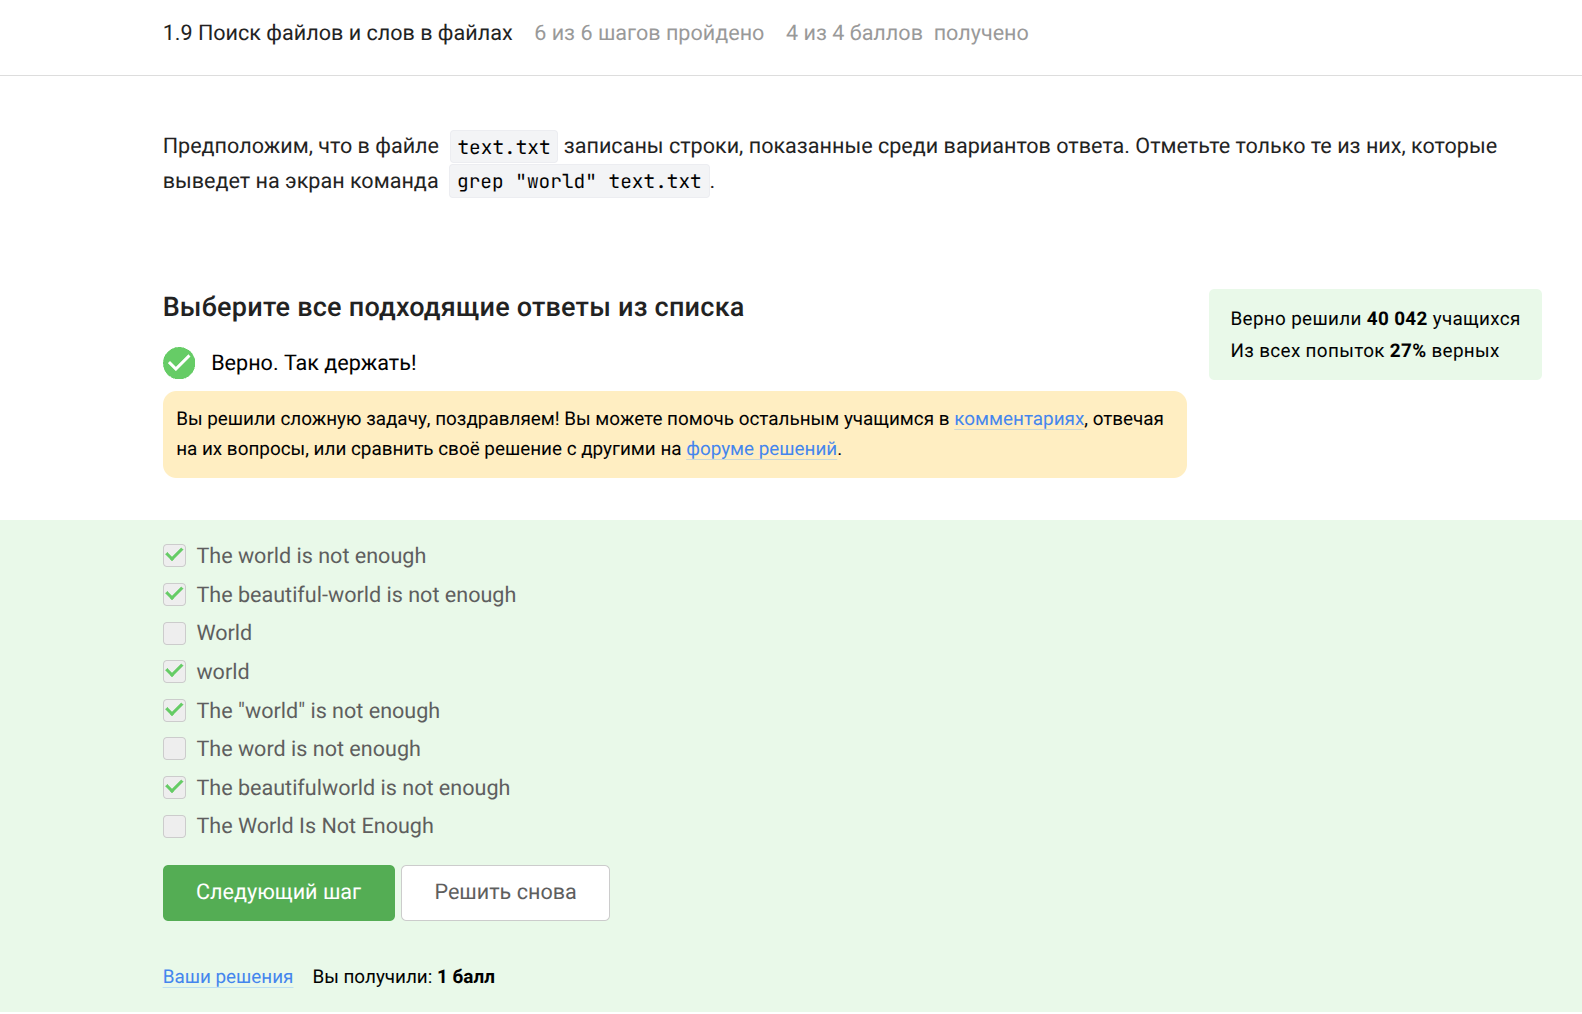 1.9 Поиск файлов и слов в файлах 6 из 6 шагов пройдено 4 из 4 баллов получено
Предположим, что в файле text.txt записаны строки, показанные среди вариантов ответа. Отметьте только те из них, которые
выведет на экран команда grep "world" text.txt.
Выберите все подходящие ответы из списка
Верно решили 40 042 учащихся
Из всех попыток 27% верных
Верно. Так держать!
Вы решили сложную задачу, поздравляем! Вы можете помочь остальным учащимся в комментариях, отвечая
на их вопросы, или сравнить своё решение с другими на форуме решений.
The world is not enough
The beautiful-world is not enough
World
world
The "world" is not enough
The word is not enough
The beautifulworld is not enough
The World Is Not Enough
Следующий шаг Решить снова
Ваши решения Вы получили: 1 балл